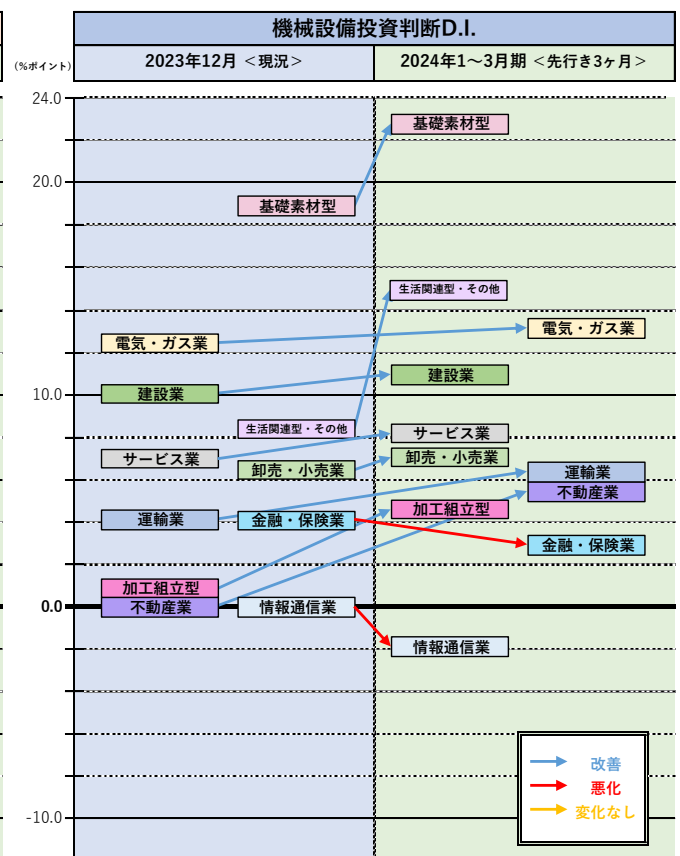 機械設備投資判断D.I.
(%ポイント)
2023年12月 ＜現況＞
2024年1～3月期 ＜先行き3ヶ月＞
24.0
基礎素材型
20.0
基礎素材型
生活関連型・その他
電気・ガス業
電気・ガス業
建設業
10.0
建設業
生活関連型・その他
サービス業
サービス業
卸売・小売業
卸売・小売業
運輸業
不動産業
加工組立型
運輸業
金融・保険業
金融・保険業
加工組立型
0.0
不動産業
情報通信業
情報通信業
改善
悪化
変化なし
-10.0